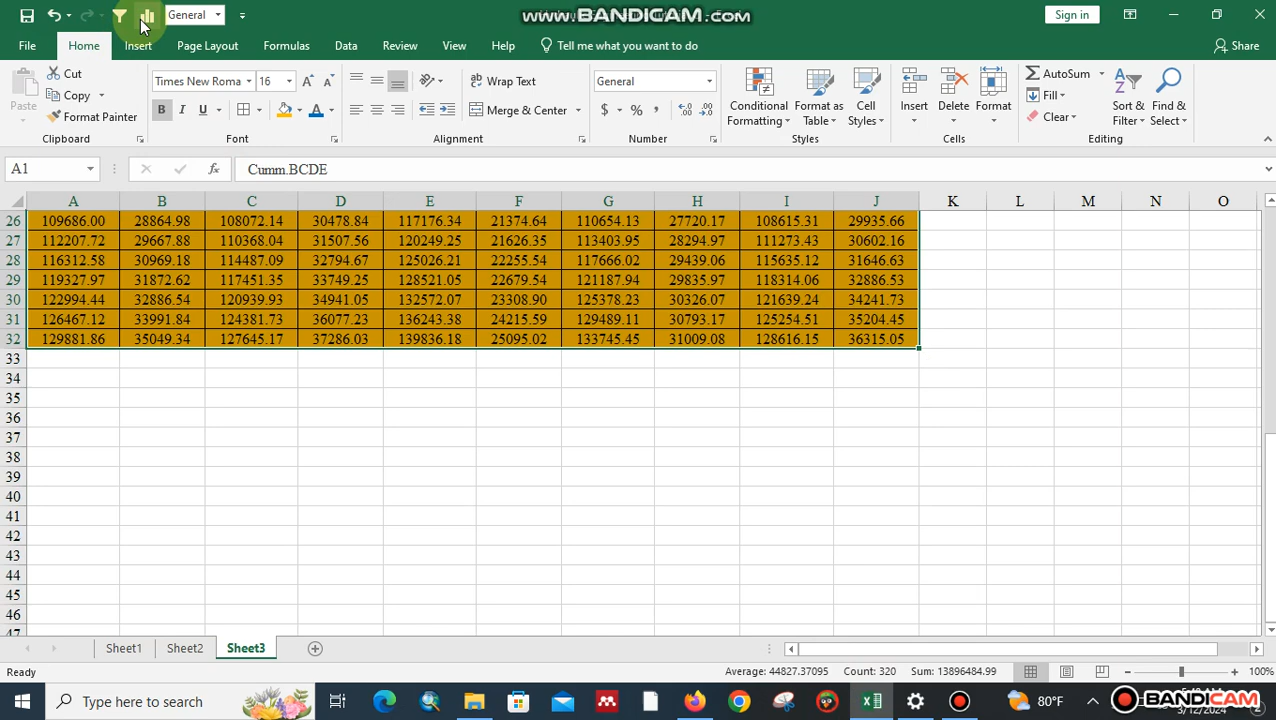 General
www.BANDICAM.com
Sign in
File Home Insert Page Layout Formulas Data Review View Help Tell me what you want to do Share
Paste
Cut
Copy
Format Painter
Times New Roma 16
B I U
Wrap Text
Merge & Center
General
Conditional Formatting
Format as Table
Cell Styles
Insert
Delete
Format
AutoSum
Fill
Clear
Sort & Filter
Find & Select
Clipboard Font Alignment Number Styles Cells Editing
A1 fx Cumm.BCDE
A B C D E F G H I J K L M N O
26 109686.00 28864.98 108072.14 30478.84 117176.34 21374.64 110654.13 27720.17 108615.31 29935.66
27 112207.72 29667.88 110368.04 31507.56 120249.25 21626.35 113403.95 28294.97 111273.43 30602.16
28 116312.58 30969.18 114487.09 32794.67 125026.21 22255.54 117666.02 29439.06 115635.12 31646.63
29 119327.97 31872.62 117451.35 33749.25 128521.05 22679.54 121187.94 29835.97 118314.06 32886.53
30 122994.44 32886.54 120939.93 34941.05 132572.07 23308.90 125378.23 30326.07 121639.24 34241.73
31 126467.12 33991.84 124381.73 36077.23 136243.38 24215.59 129489.11 30793.17 125254.51 35204.45
32 129881.86 35049.34 127645.17 37286.03 139836.18 25095.02 133745.45 31009.08 128616.15 36315.05
33
34
35
36
37
38
39
40
41
42
43
44
45
46
47
Sheet1 Sheet2 Sheet3
Ready Average: 44827.37095 Count: 320 Sum: 13896484.99 100%
Type here to search
80°F
BANDICAM
3/12/2024